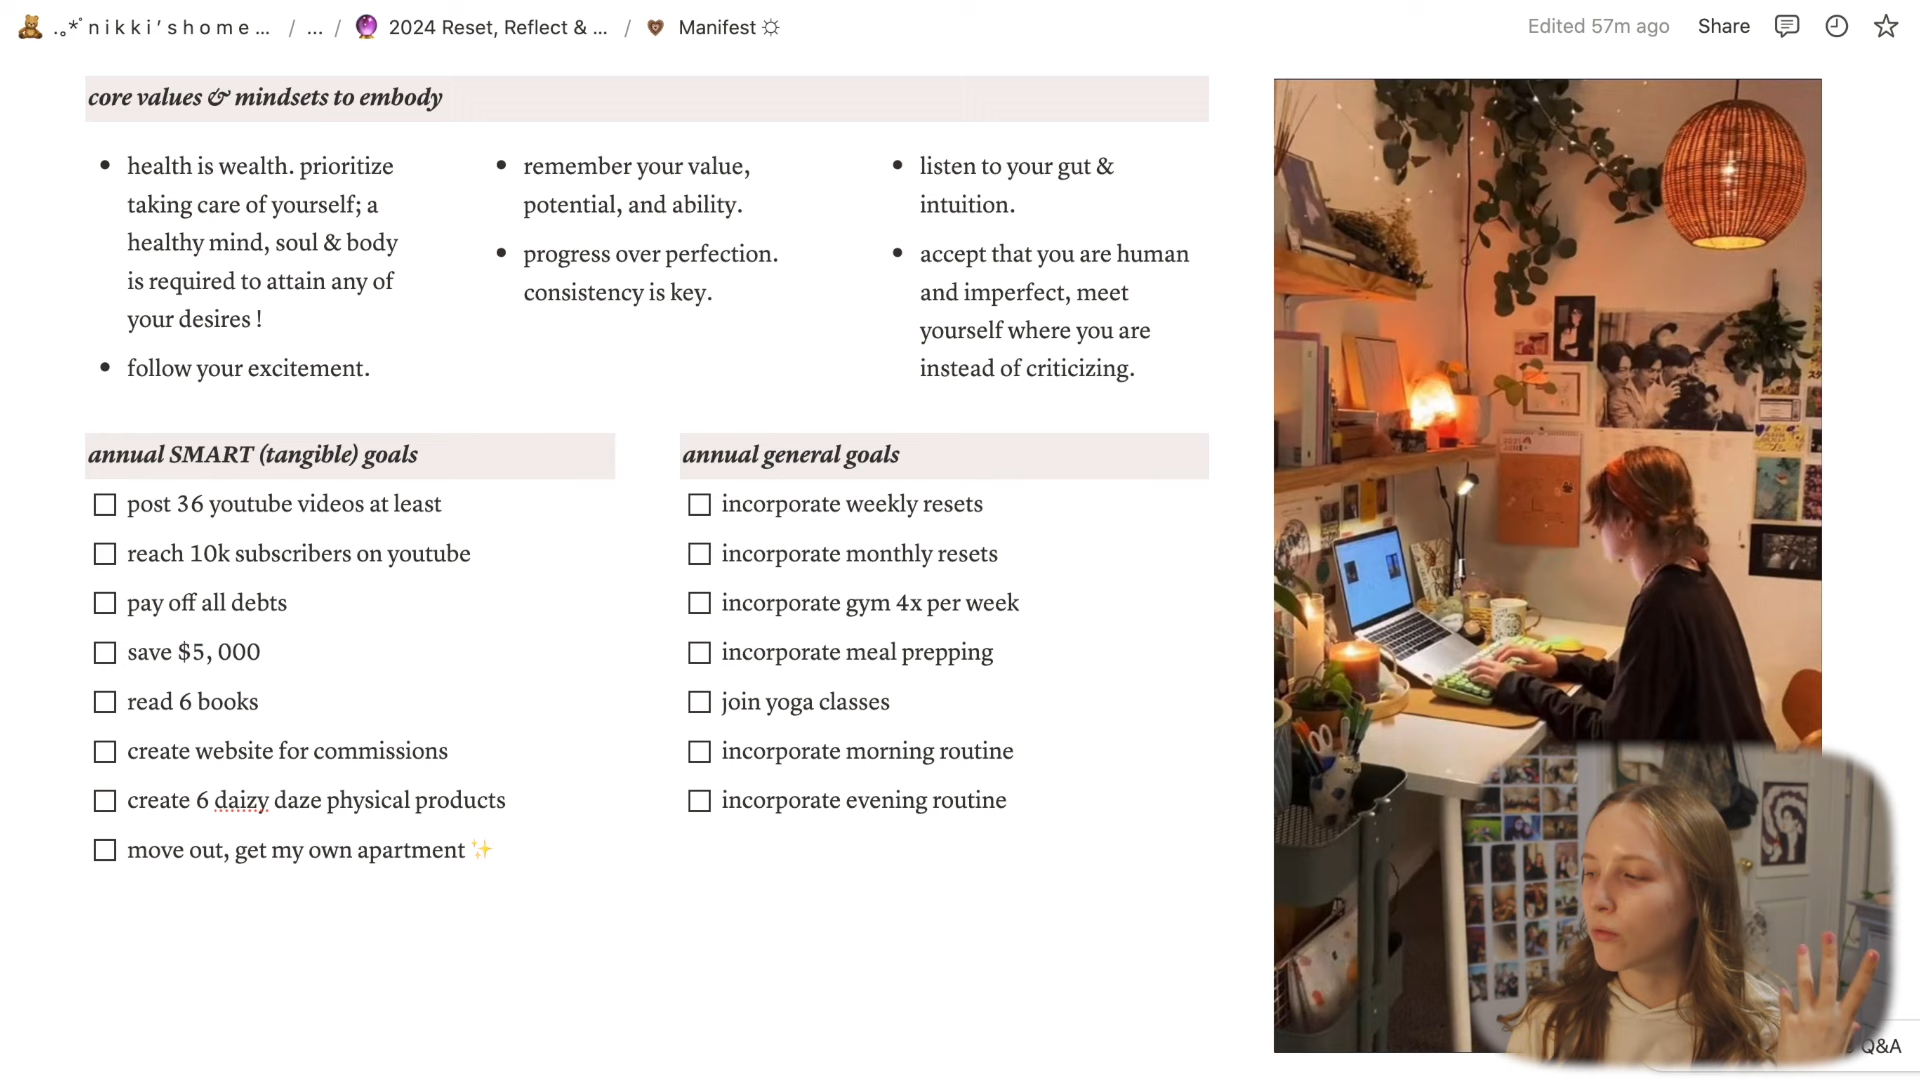 .｡*ﾟn i k k i ’ s h o m e ... / ... / 2024 Reset, Reflect & ... / Manifest ☼
Edited 57m ago Share
core values & mindsets to embody
• health is wealth. prioritize
taking care of yourself; a
healthy mind, soul & body
is required to attain any of
your desires !
• follow your excitement.
• remember your value,
potential, and ability.
• progress over perfection.
consistency is key.
• listen to your gut &
intuition.
• accept that you are human
and imperfect, meet
yourself where you are
instead of criticizing.
annual SMART (tangible) goals
post 36 youtube videos at least
reach 10k subscribers on youtube
pay off all debts
save $5, 000
read 6 books
create website for commissions
create 6 daizy daze physical products
move out, get my own apartment ✨
annual general goals
incorporate weekly resets
incorporate monthly resets
incorporate gym 4x per week
incorporate meal prepping
join yoga classes
incorporate morning routine
incorporate evening routine
Q&A